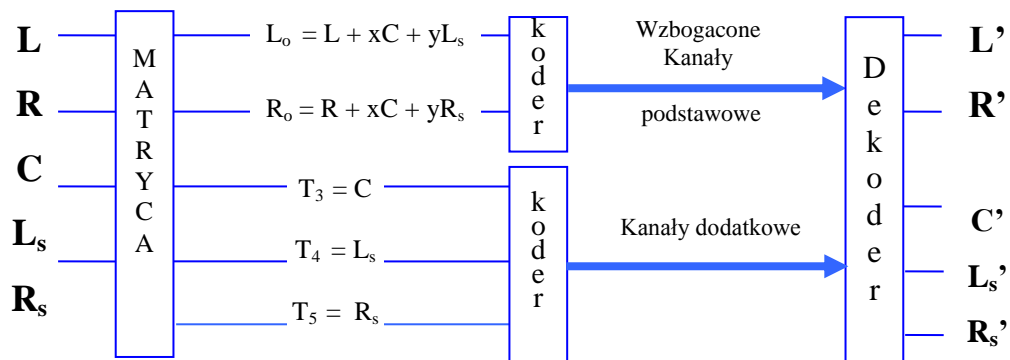 L
R
C
Ls
Rs
MATRYCA
Lo = L + xC + yLs
Ro = R + xC + yRs
T3 = C
T4 = Ls
T5 = Rs
koder
koder
Wzbogacone
Kanały
podstawowe
Kanały dodatkowe
Dekoder
L’
R’
C’
Ls’
Rs’